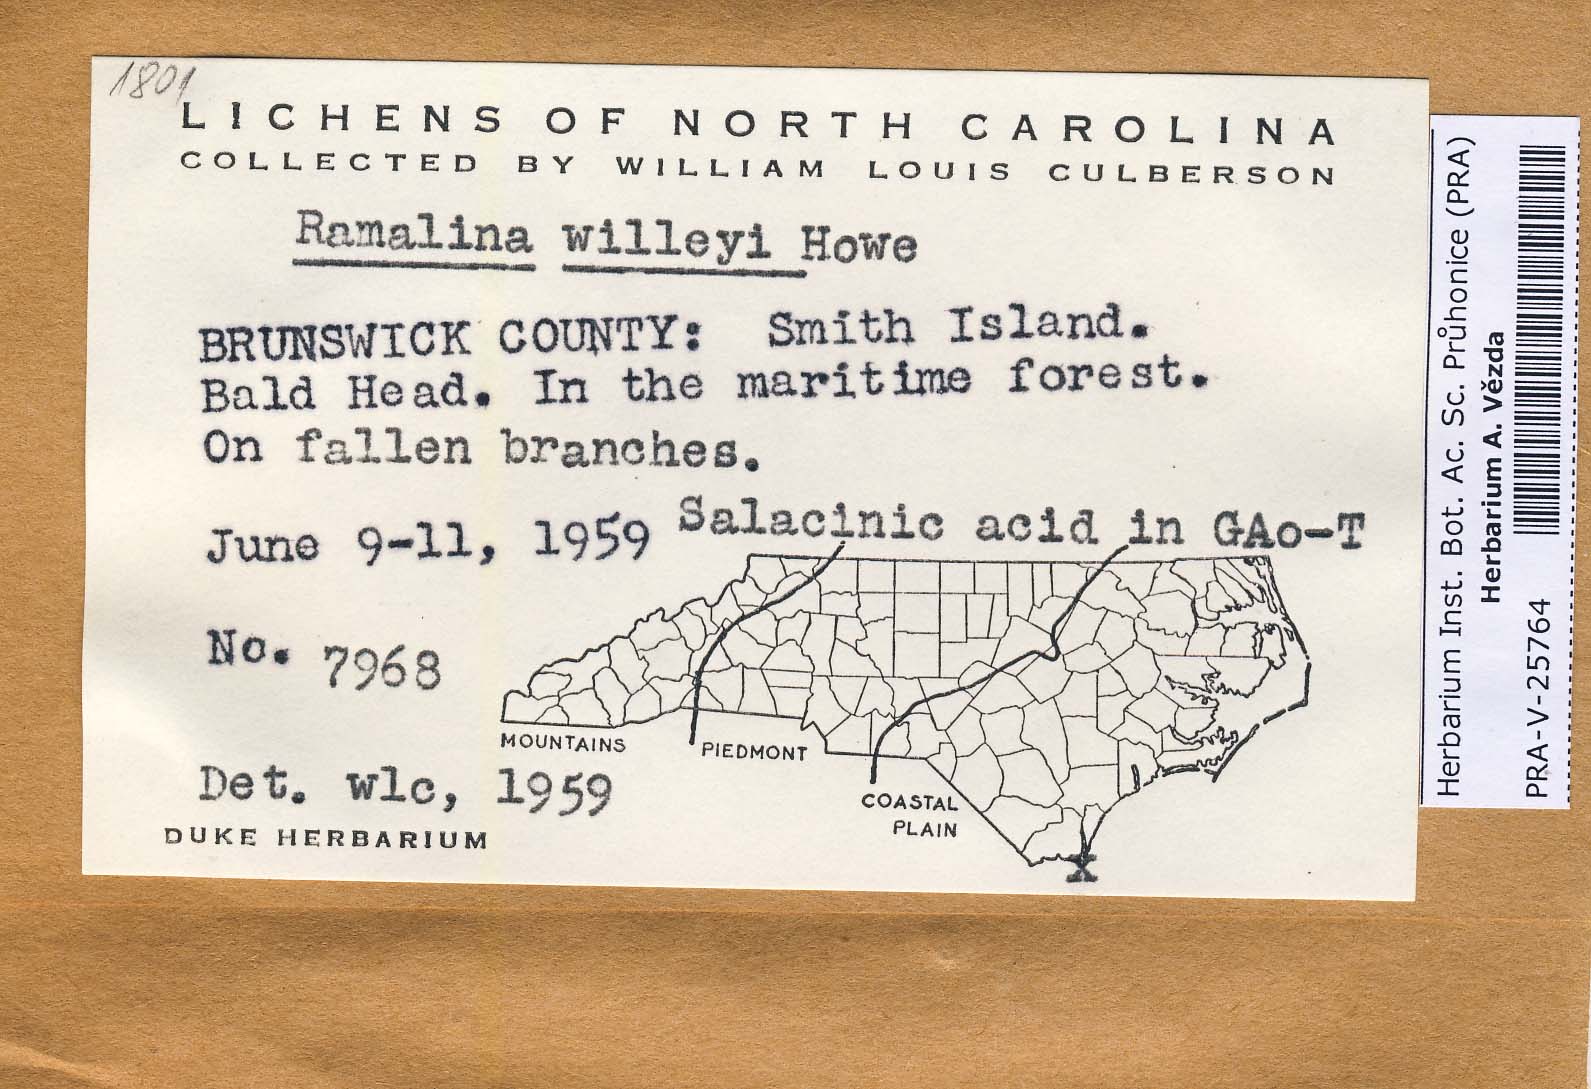 1801
LICHENS OF NORTH CAROLINA
COLLECTED BY WILLIAM LOUIS CULBERSON
Ramalina willeyi Howe
BRUNSWICK COUNTY: Smith Island.
Bald Head. In the maritime forest.
On fallen branches.
June 9-11, 1959
Salacinic acid in GAo-T
No. 7968
MOUNTAINS
PIEDMONT
COASTAL
PLAIN
X
Det. wlc, 1959
DUKE HERBARIUM
Herbarium Inst. Bot. Ac. Sc. Průhonice (PRA)
Herbarium A. Vězda
PRA-V-25764